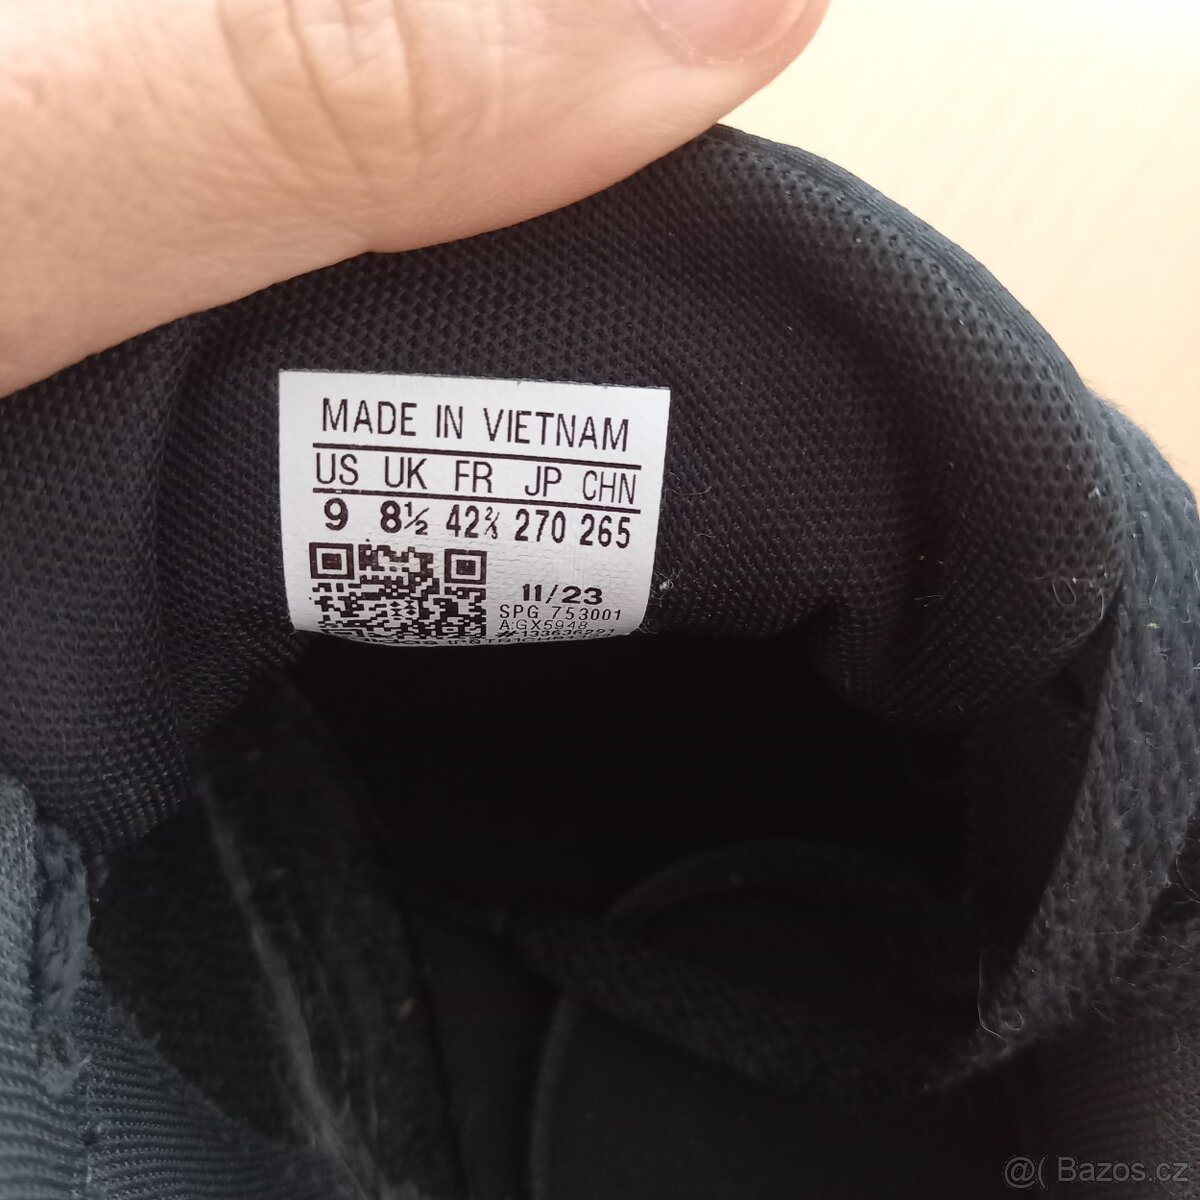 MADE IN VIETNAM
US UK FR JP CHN
9 8½ 42⅔ 270 265
11/23
SPG 753001
AGX5948
@( Bazos.cz